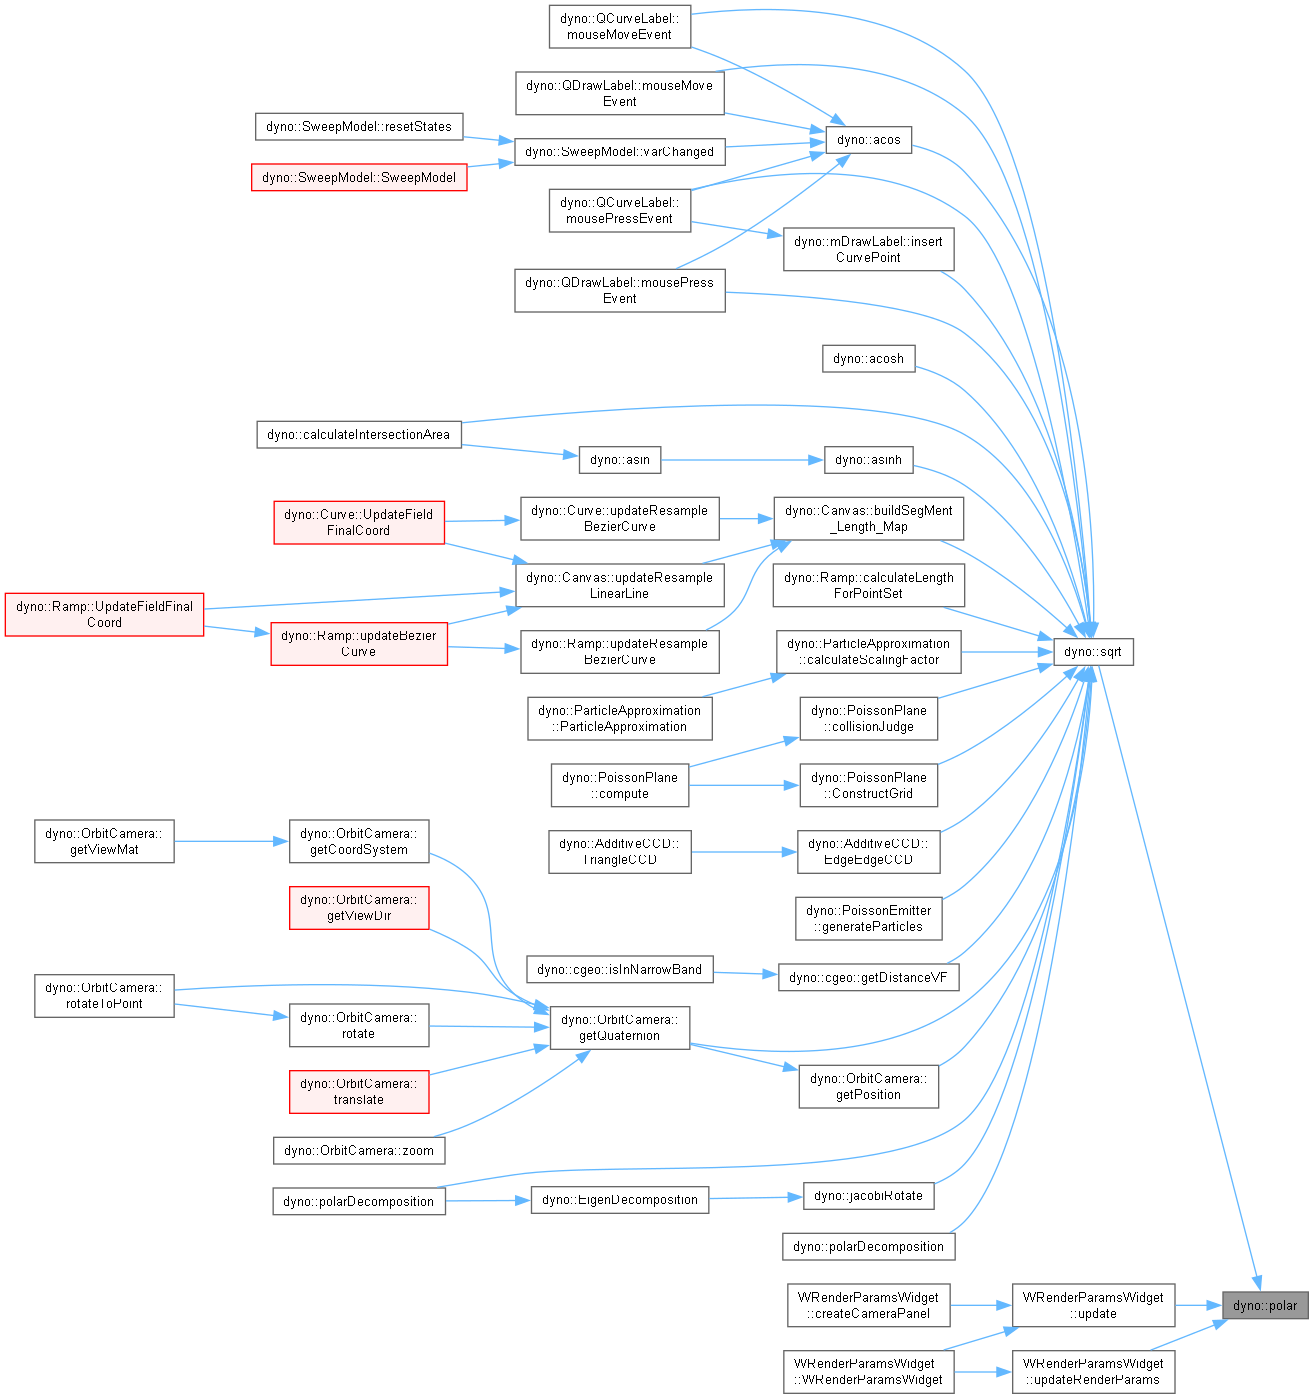 dyno::QCurveLabel::
mouseMoveEvent
dyno::QDrawLabel::mouseMove
Event
dyno::SweepModel::resetStates
dyno::acos
dyno::SweepModel::varChanged
dyno::SweepModel::SweepModel
dyno::QCurveLabel::
mousePressEvent
dyno::mDrawLabel::insert
CurvePoint
dyno::QDrawLabel::mousePress
Event
dyno::acosh
dyno::calculateIntersectionArea
dyno::asin
dyno::asinh
dyno::Curve::UpdateField
FinalCoord
dyno::Curve::updateResample
BezierCurve
dyno::Canvas::buildSegMent
_Length_Map
dyno::Canvas::updateResample
LinearLine
dyno::Ramp::calculateLength
ForPointSet
dyno::Ramp::UpdateFieldFinal
Coord
dyno::Ramp::updateBezier
Curve
dyno::Ramp::updateResample
BezierCurve
dyno::ParticleApproximation
::calculateScalingFactor
dyno::sqrt
dyno::ParticleApproximation
::ParticleApproximation
dyno::PoissonPlane
::collisionJudge
dyno::PoissonPlane
::compute
dyno::PoissonPlane
::ConstructGrid
dyno::OrbitCamera::
getViewMat
dyno::OrbitCamera::
getCoordSystem
dyno::AdditiveCCD::
TriangleCCD
dyno::AdditiveCCD::
EdgeEdgeCCD
dyno::OrbitCamera::
getViewDir
dyno::PoissonEmitter
::generateParticles
dyno::cgeo::isInNarrowBand
dyno::cgeo::getDistanceVF
dyno::OrbitCamera::
rotateToPoint
dyno::OrbitCamera::
rotate
dyno::OrbitCamera::
getQuaternion
dyno::OrbitCamera::
translate
dyno::OrbitCamera::
getPosition
dyno::OrbitCamera::zoom
dyno::polarDecomposition
dyno::EigenDecomposition
dyno::jacobiRotate
dyno::polarDecomposition
WRenderParamsWidget
::createCameraPanel
WRenderParamsWidget
::update
dyno::polar
WRenderParamsWidget
::WRenderParamsWidget
WRenderParamsWidget
::updateRenderParams